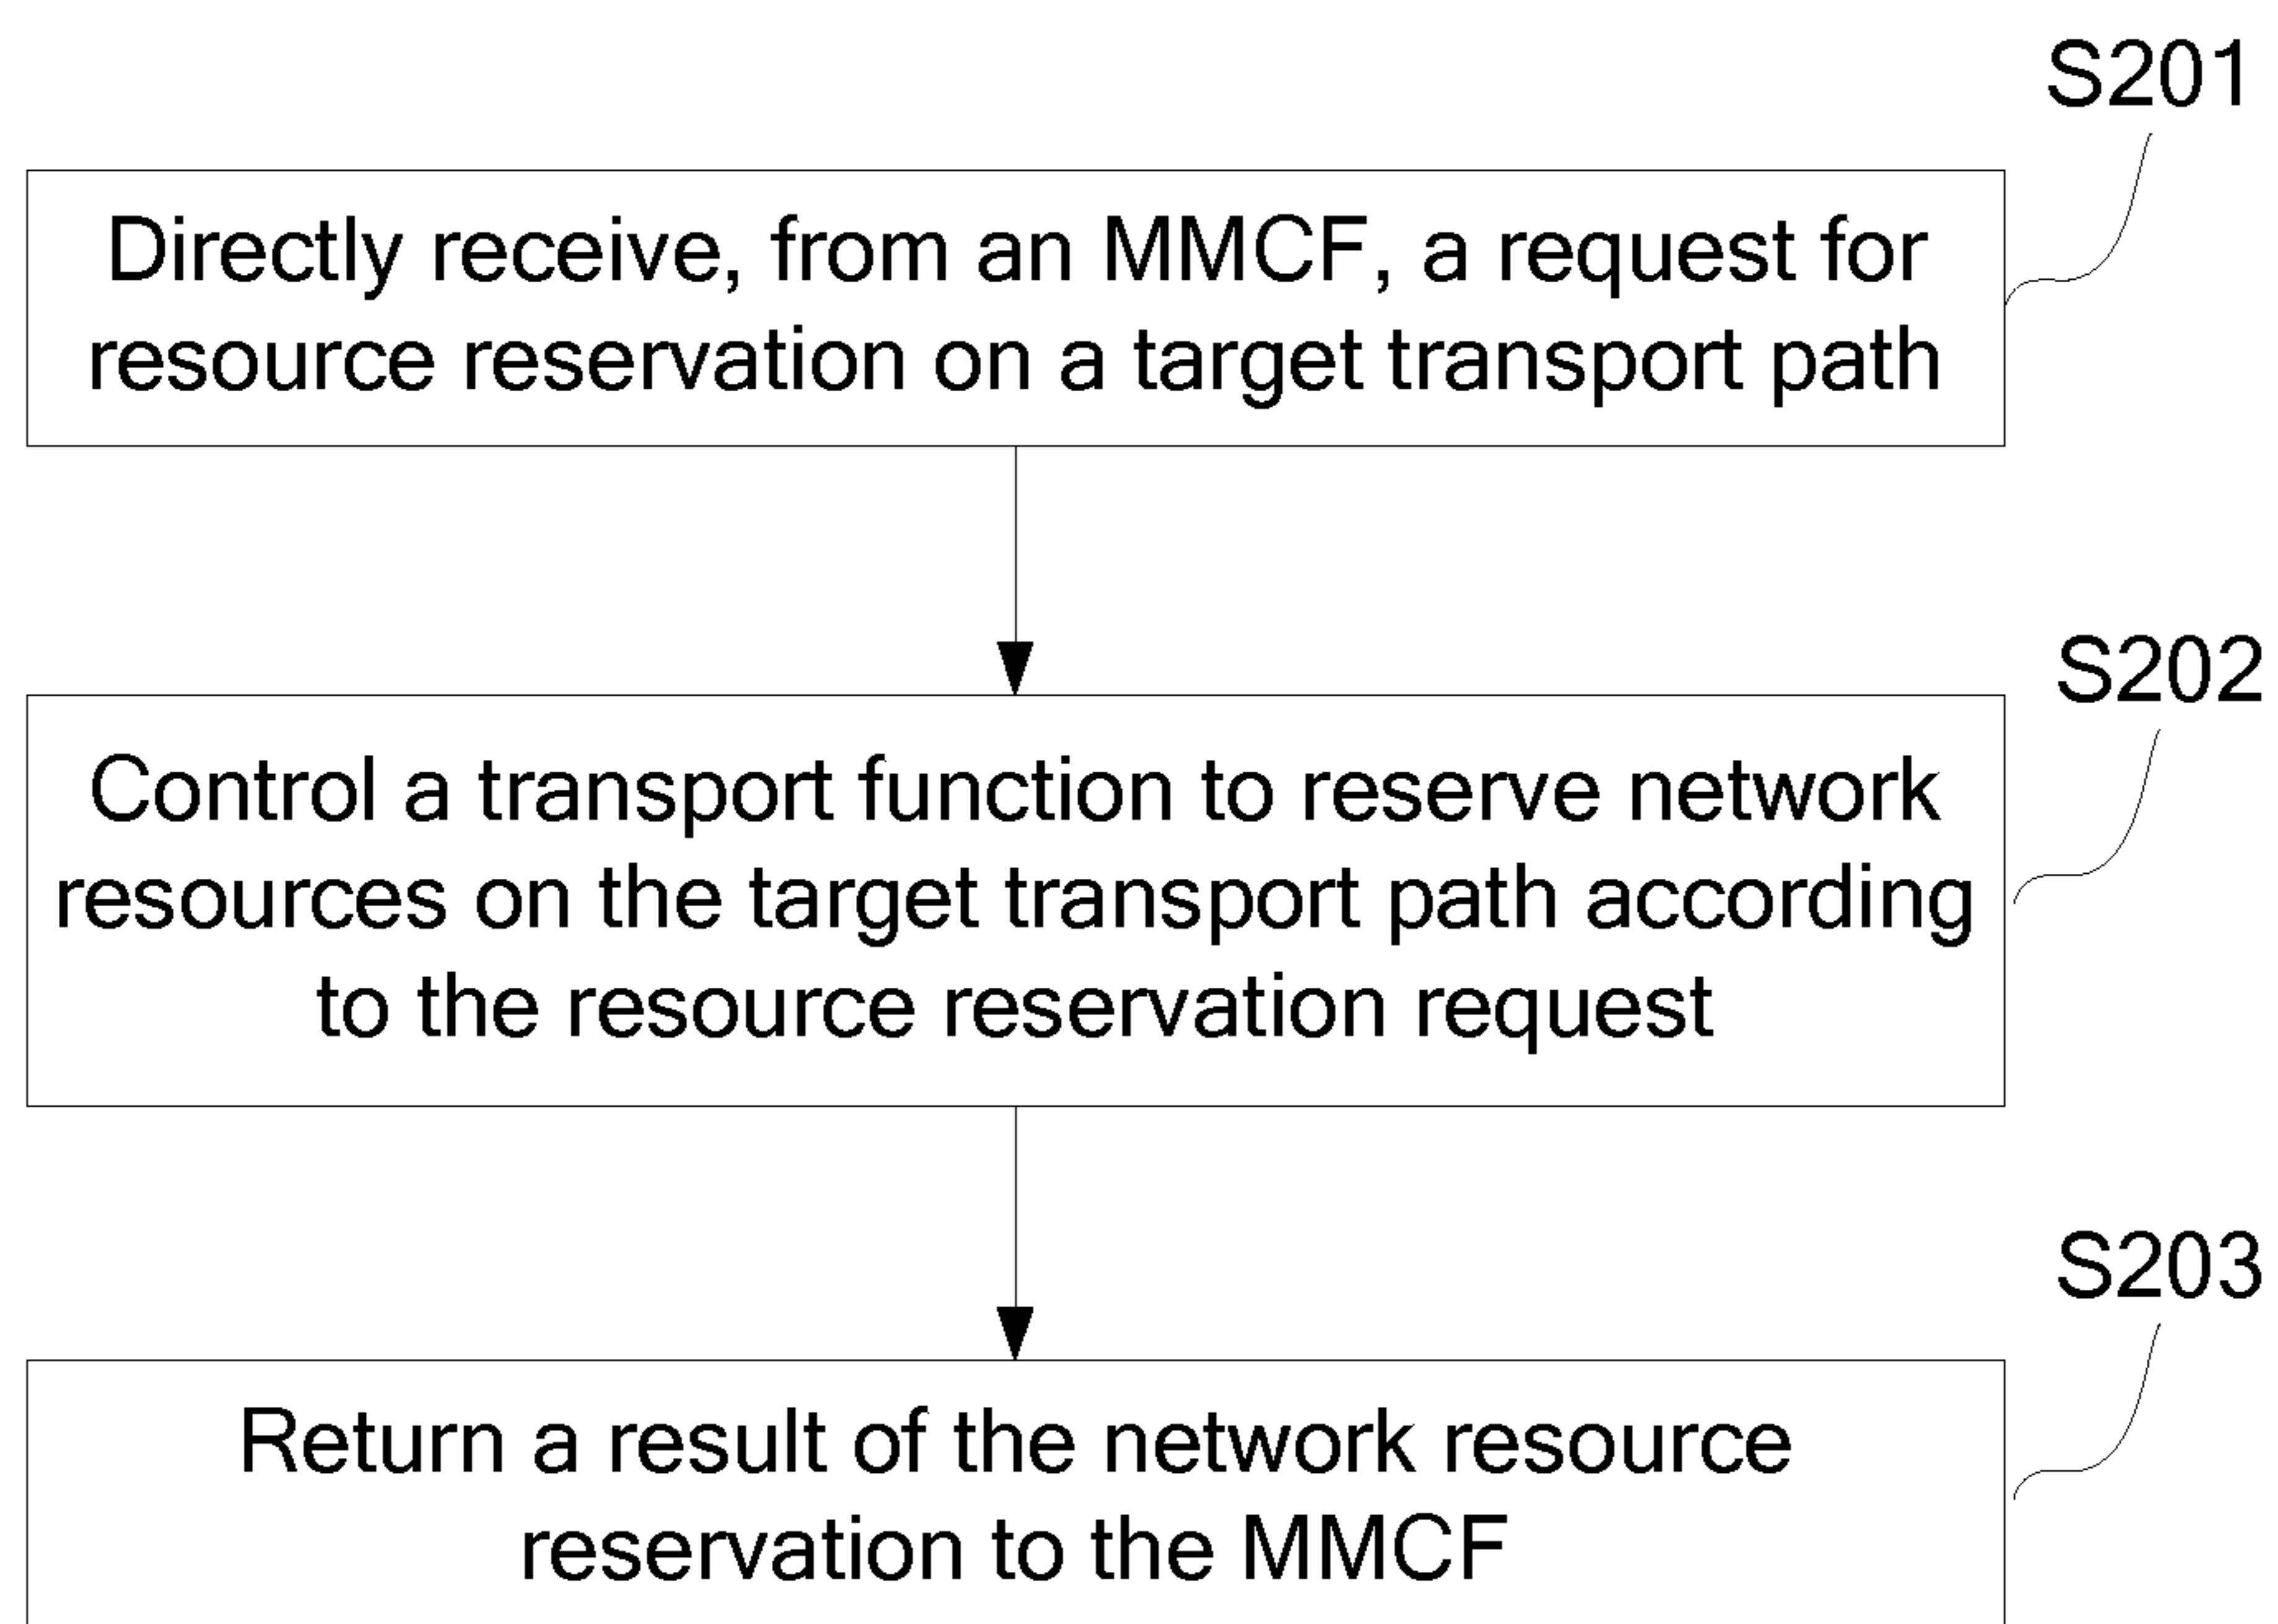 S201
Directly receive, from an MMCF, a request for
resource reservation on a target transport path
S202
Control a transport function to reserve network
resources on the target transport path according
to the resource reservation request
S203
Return a result of the network resource
reservation to the MMCF